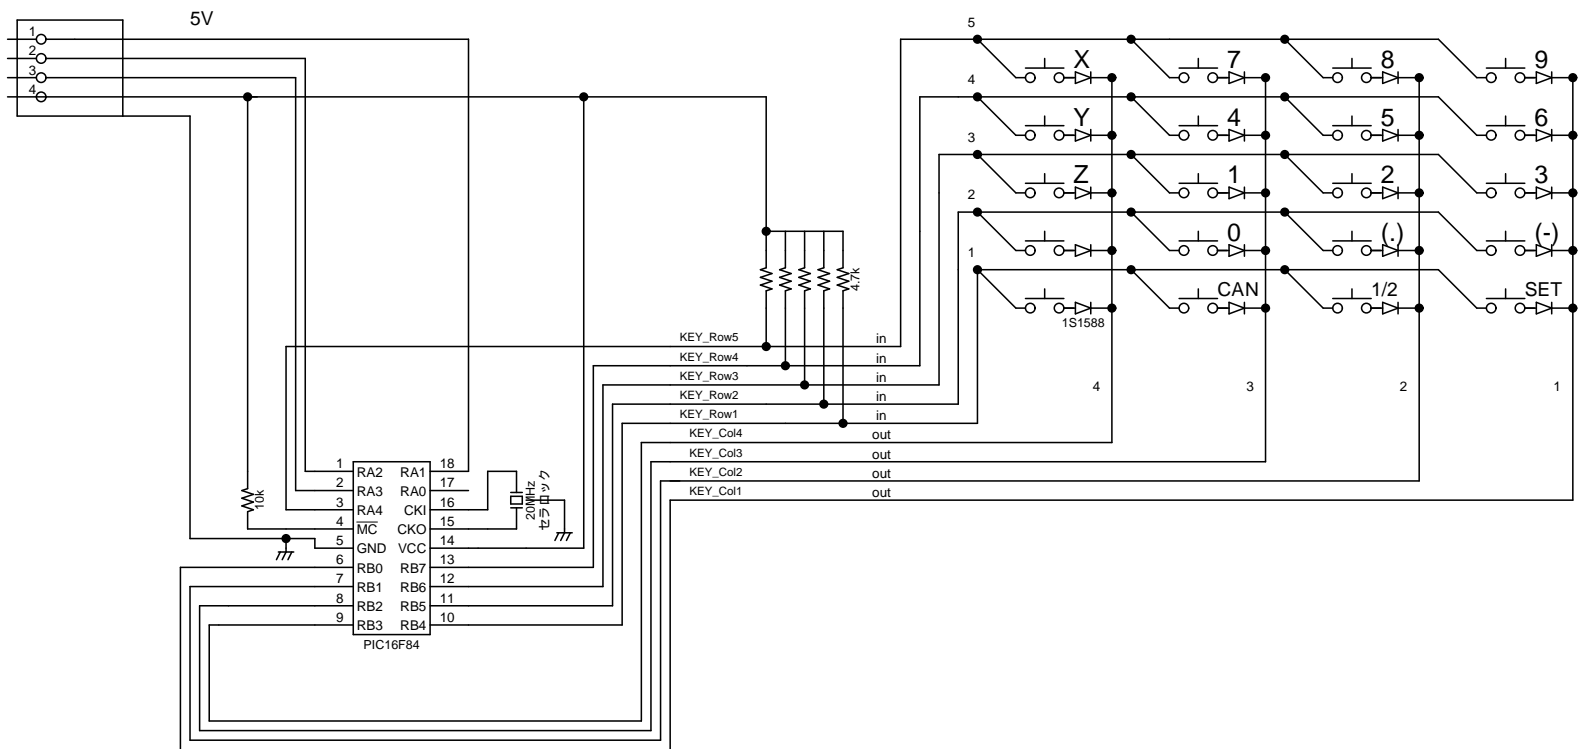 5V
1
2
3
4
5
X
7
8
9
4
Y
4
5
6
3
Z
1
2
3
2
0
(.)
(-)
1
CAN
1/2
SET
1S1588
4.7k
KEY_Row5 in
KEY_Row4 in
KEY_Row3 in
KEY_Row2 in
KEY_Row1 in
KEY_Col4 out
KEY_Col3 out
KEY_Col2 out
KEY_Col1 out
4
3
2
1
10k
1 RA2 RA1 18
2 RA3 RA0 17
3 RA4 CKI 16
4 MC CKO 15
5 GND VCC 14
6 RB0 RB7 13
7 RB1 RB6 12
8 RB2 RB5 11
9 RB3 RB4 10
PIC16F84
20MHz
セラロック